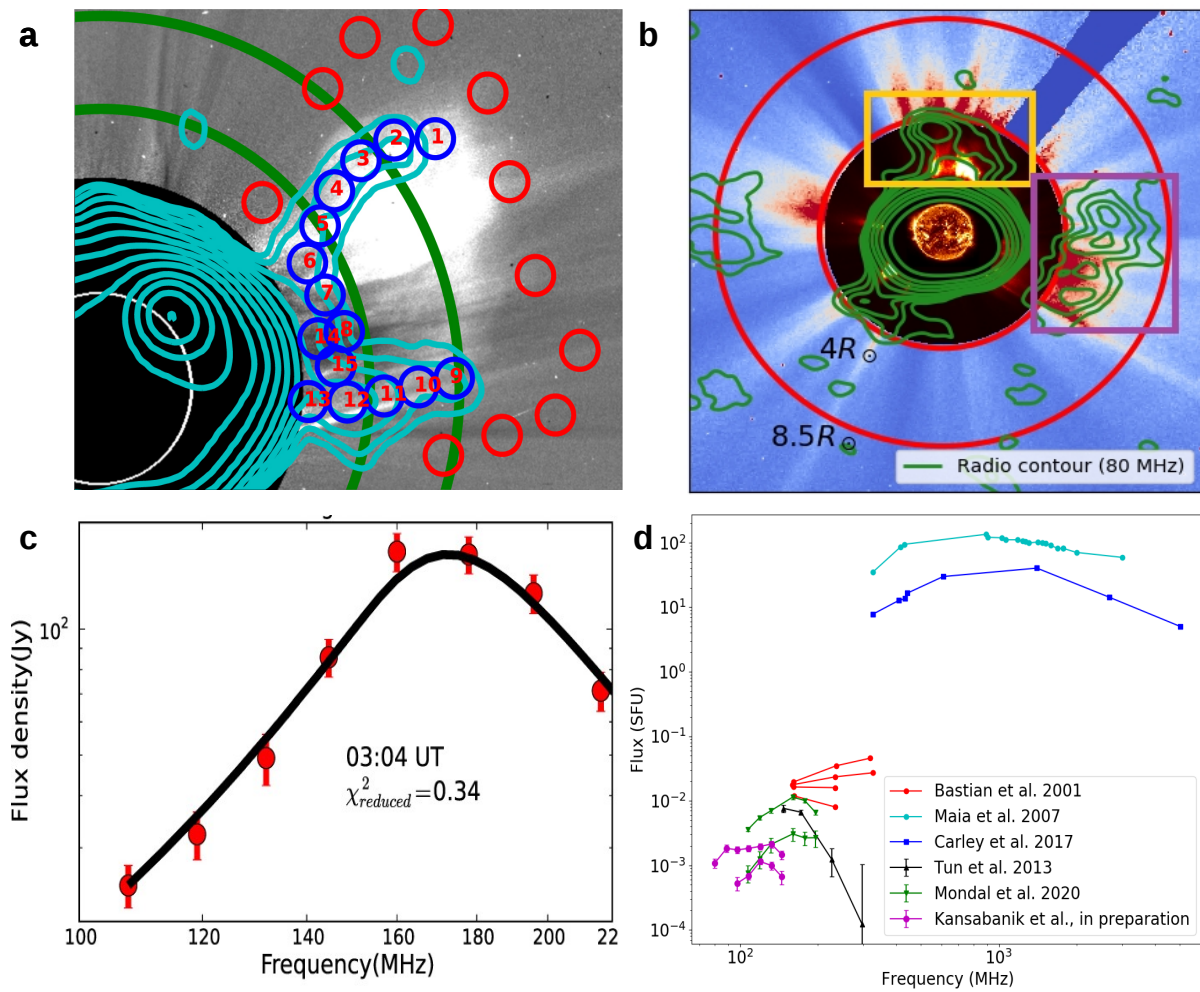 a
1
2
3
4
5
6
7
8
14
15
9
10
11
12
13
b
4R⊙
8.5R⊙
Radio contour (80 MHz)
c
Flux density(Jy)
10²
03:04 UT
χ²reduced=0.34
100 120 140 160 180 200 22
Frequency(MHz)
d
Flux (SFU)
10²
10¹
10⁰
10⁻¹
10⁻²
10⁻³
10⁻⁴
Bastian et al. 2001
Maia et al. 2007
Carley et al. 2017
Tun et al. 2013
Mondal et al. 2020
Kansabanik et al., in preparation
10² 10³
Frequency (MHz)